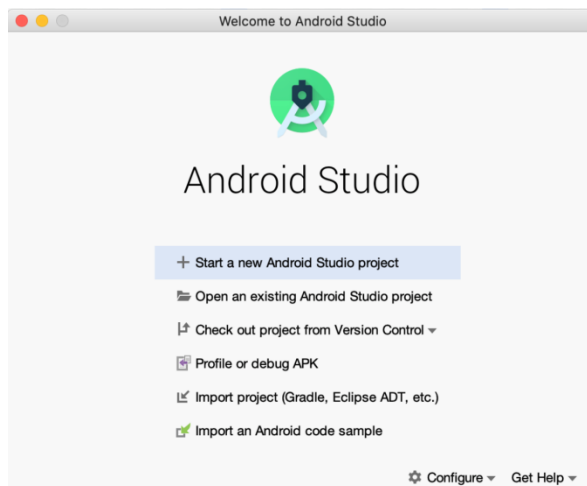 Welcome to Android Studio
Android Studio
Start a new Android Studio project
Open an existing Android Studio project
Check out project from Version Control
Profile or debug APK
Import project (Gradle, Eclipse ADT, etc.)
Import an Android code sample
Configure Get Help